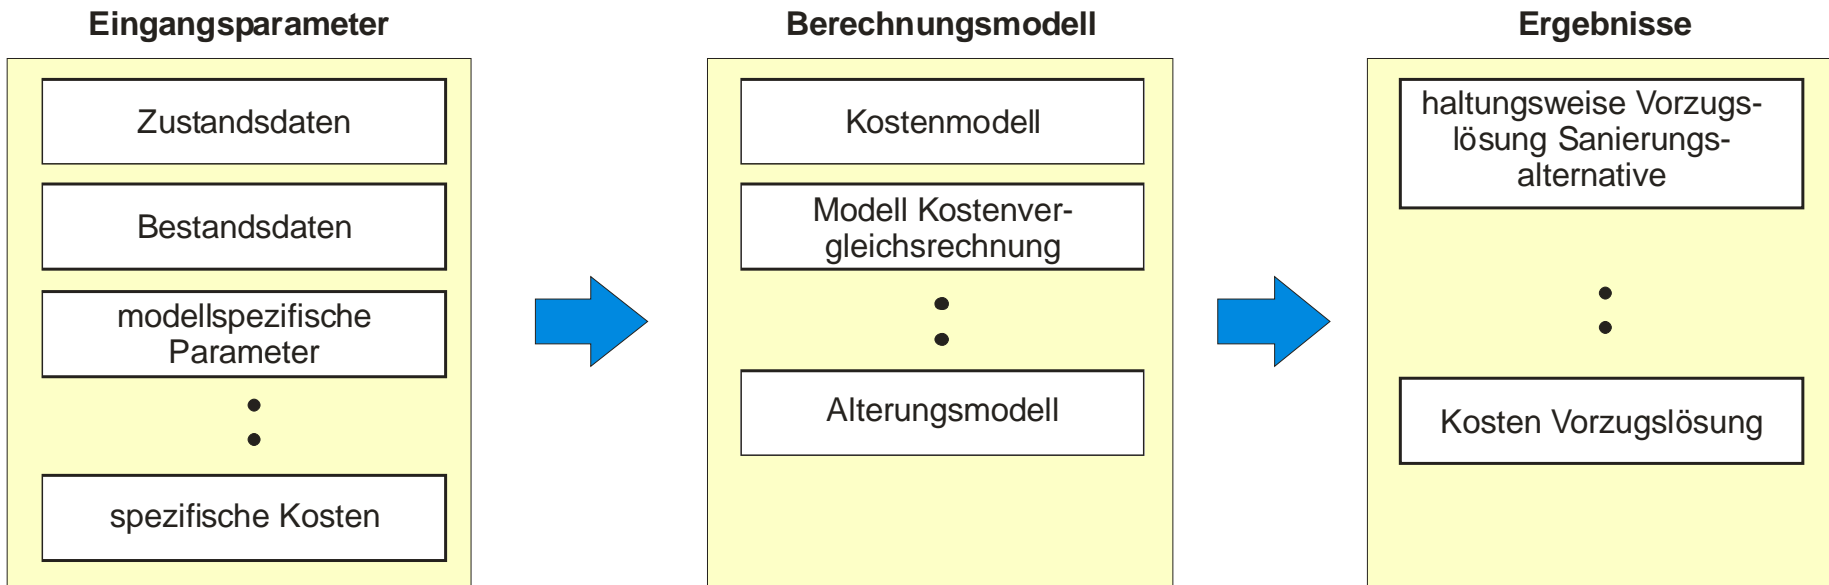 Eingangsparameter
Zustandsdaten
Bestandsdaten
modellspezifische
Parameter
spezifische Kosten
Berechnungsmodell
Kostenmodell
Modell Kostenver-
gleichsrechnung
Alterungsmodell
Ergebnisse
haltungsweise Vorzugs-
lösung Sanierungs-
alternative
Kosten Vorzugslösung